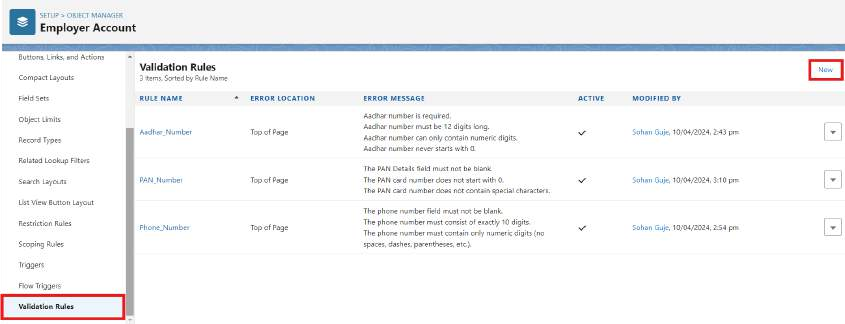 SETUP > OBJECT MANAGER
Employer Account
Buttons, Links, and Actions
Compact Layouts
Field Sets
Object Limits
Record Types
Related Lookup Filters
Search Layouts
List View Button Layout
Restriction Rules
Scoping Rules
Triggers
Flow Triggers
Validation Rules
Validation Rules
3 Items, Sorted by Rule Name
New
RULE NAME ERROR LOCATION ERROR MESSAGE ACTIVE MODIFIED BY
Aadhar number is required.
Aadhar number must be 12 digits long.
Aadhar_Number Top of Page Sohan Guje, 10/04/2024, 2:43 pm
Aadhar number can only contain numeric digits.
Aadhar number never starts with 0.
The PAN Details field must not be blank.
PAN_Number Top of Page The PAN card number does not start with 0. Sohan Guje, 10/04/2024, 3:10 pm
The PAN card number does not contain special characters.
The phone number field must not be blank.
The phone number must consist of exactly 10 digits.
Phone_Number Top of Page Sohan Guje, 10/04/2024, 2:54 pm
The phone number must contain only numeric digits (no
spaces, dashes, parentheses, etc.).